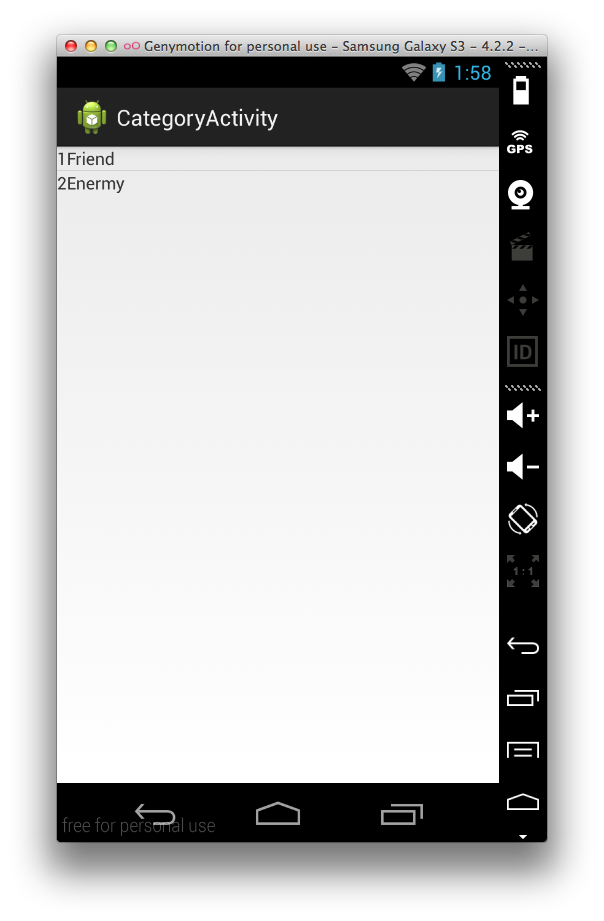 Genymotion for personal use – Samsung Galaxy S3 - 4.2.2 -...
1:58
CategoryActivity
1Friend
2Enermy
GPS
ID
1:1
free for personal use